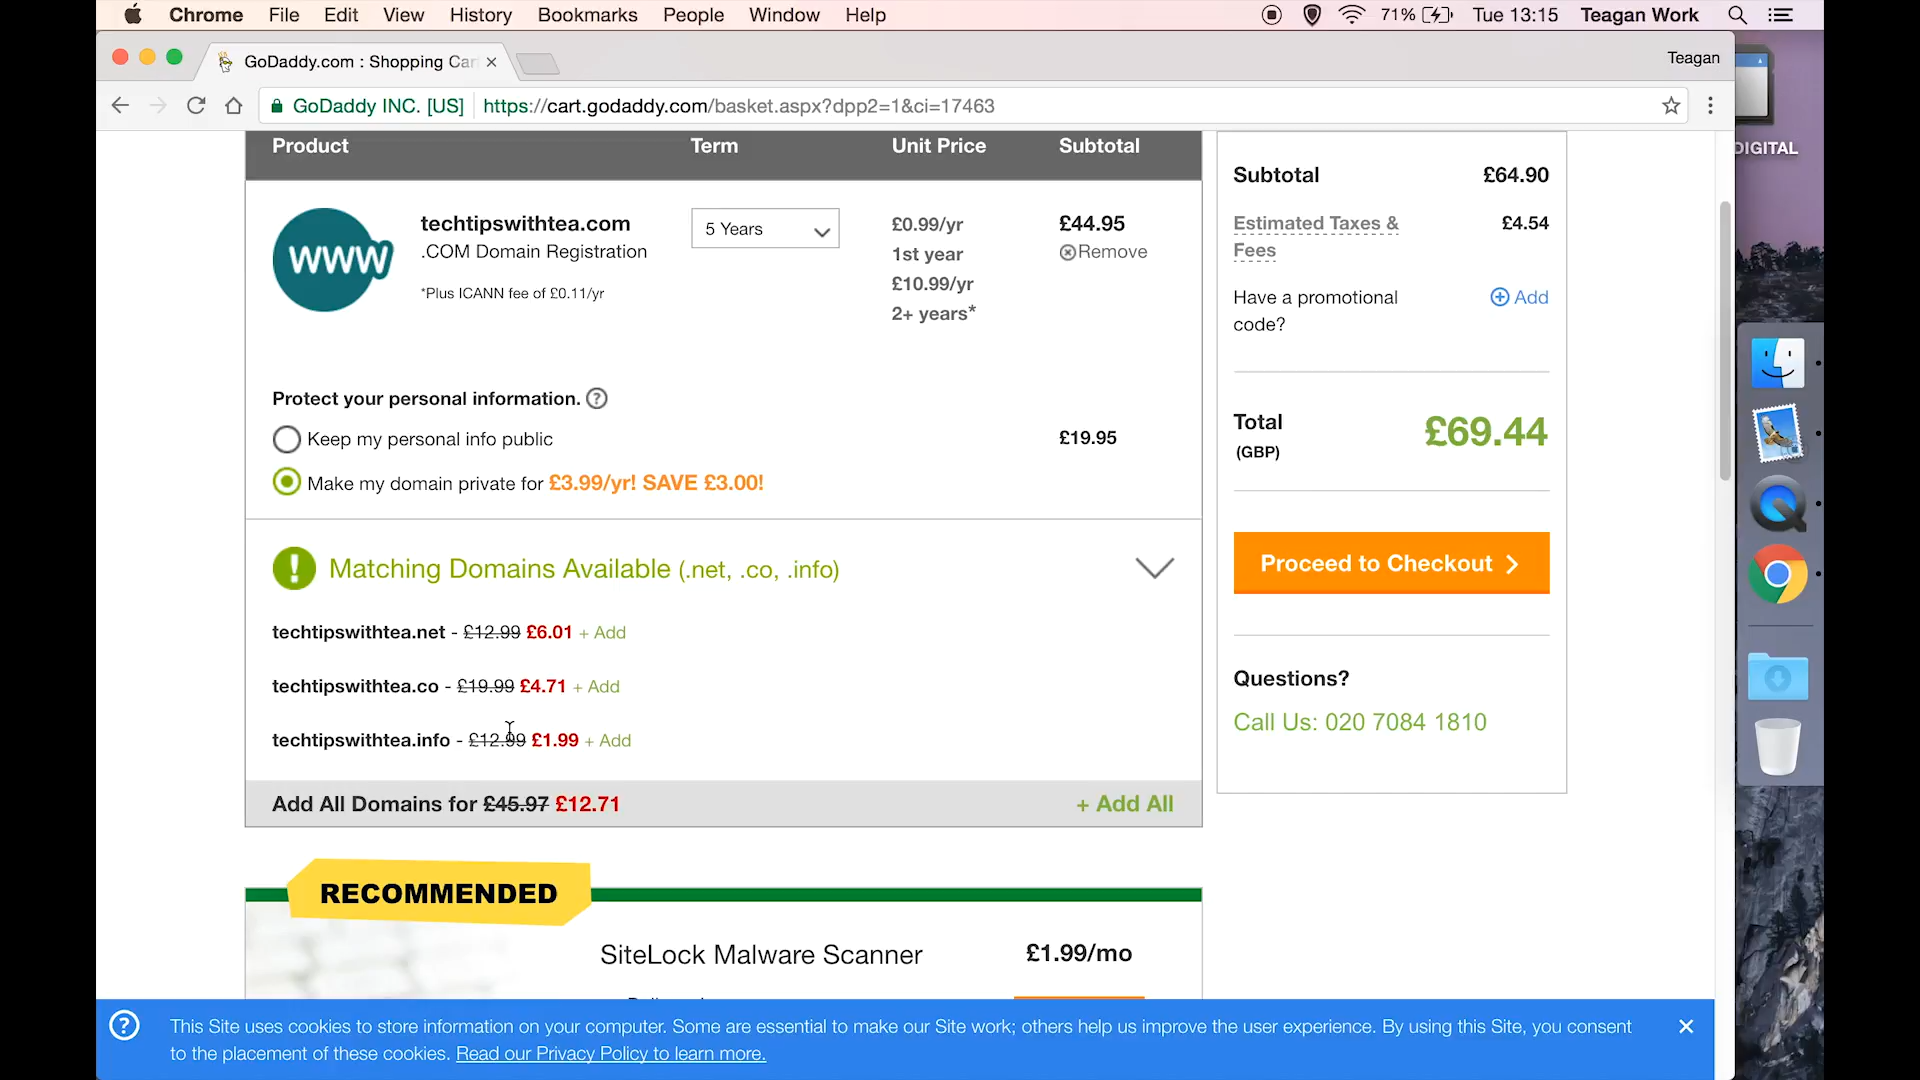 Chrome File Edit View History Bookmarks People Window Help 71% Tue 13:15 Teagan Work
GoDaddy.com : Shopping Car Teagan
GoDaddy INC. [US] https://cart.godaddy.com/basket.aspx?dpp2=1&ci=17463
DIGITAL
Product Term Unit Price Subtotal
www
techtipswithtea.com
.COM Domain Registration
*Plus ICANN fee of £0.11/yr
5 Years
£0.99/yr
1st year
£10.99/yr
2+ years*
£44.95
Remove
Protect your personal information. ?
Keep my personal info public
£19.95
Make my domain private for £3.99/yr! SAVE £3.00!
! Matching Domains Available (.net, .co, .info)
techtipswithtea.net - £12.99 £6.01 + Add
techtipswithtea.co - £19.99 £4.71 + Add
techtipswithtea.info - £12.99 £1.99 + Add
Add All Domains for £45.97 £12.71 + Add All
Subtotal £64.90
Estimated Taxes & £4.54
Fees
Have a promotional Add
code?
Total £69.44
(GBP)
Proceed to Checkout
Questions?
Call Us: 020 7084 1810
RECOMMENDED
SiteLock Malware Scanner £1.99/mo
? This Site uses cookies to store information on your computer. Some are essential to make our Site work; others help us improve the user experience. By using this Site, you consent
to the placement of these cookies. Read our Privacy Policy to learn more.